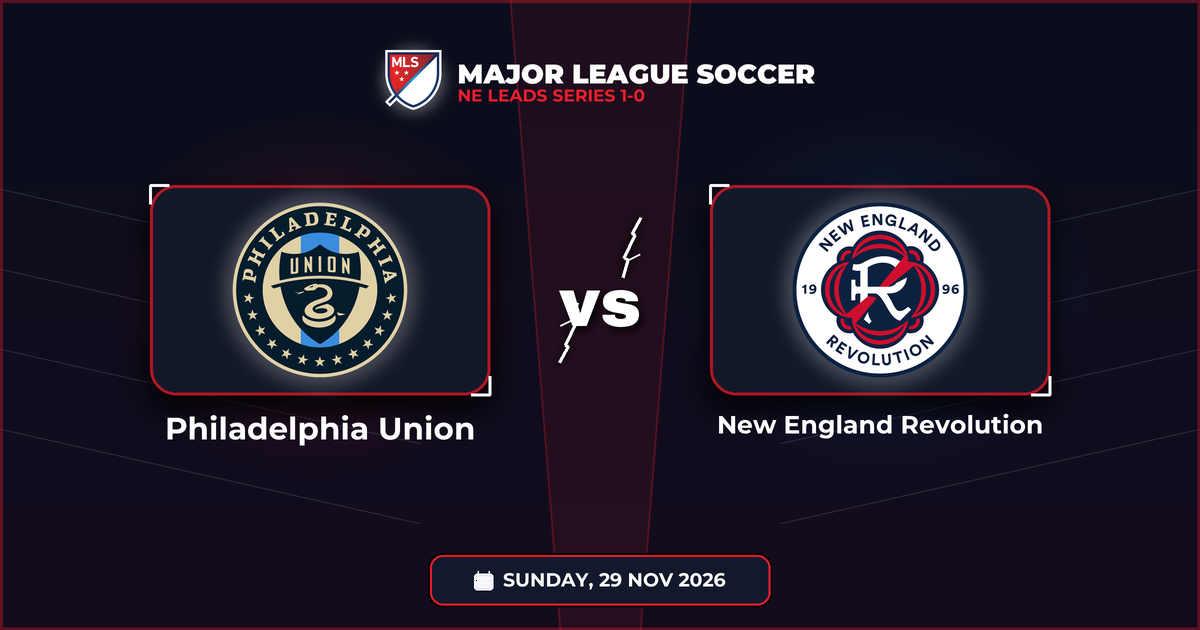 MLS
MAJOR LEAGUE SOCCER
NE LEADS SERIES 1-0
PHILADELPHIA
UNION
VS
NEW ENGLAND
19 96
R
REVOLUTION
Philadelphia Union
New England Revolution
SUNDAY, 29 NOV 2026